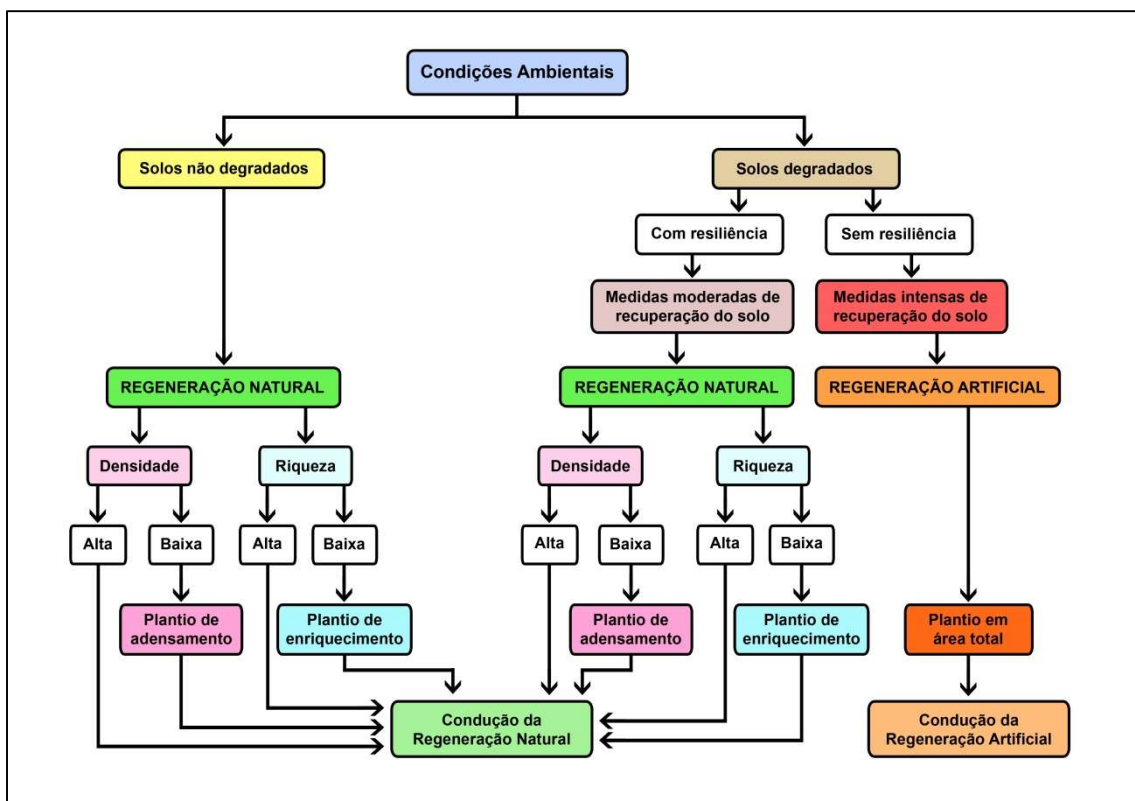 Condições Ambientais
Solos não degradados
Solos degradados
Com resiliência
Sem resiliência
Medidas moderadas de
recuperação do solo
Medidas intensas de
recuperação do solo
REGENERAÇÃO NATURAL
REGENERAÇÃO NATURAL
REGENERAÇÃO ARTIFICIAL
Densidade
Riqueza
Densidade
Riqueza
Alta
Baixa
Alta
Baixa
Alta
Baixa
Alta
Baixa
Plantio de
adensamento
Plantio de
enriquecimento
Plantio de
adensamento
Plantio de
enriquecimento
Plantio em
área total
Condução da
Regeneração Natural
Condução da
Regeneração Artificial